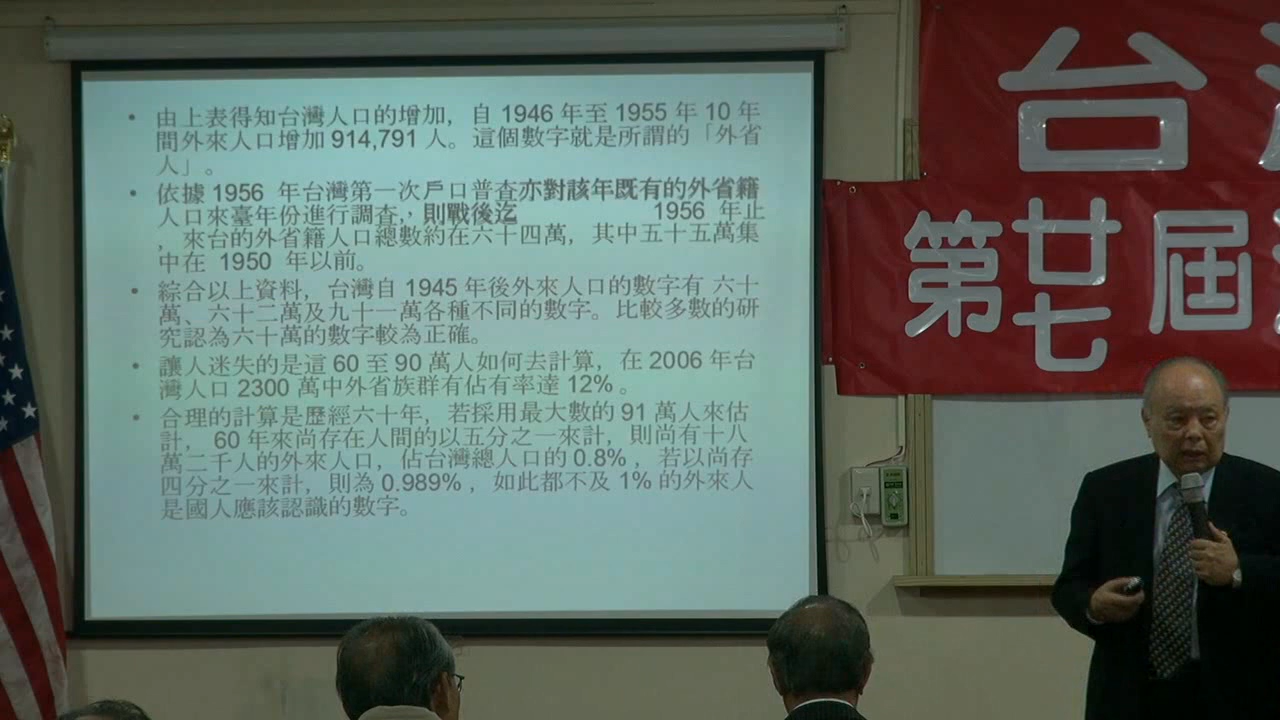 • 由上表得知台灣人口的增加，自 1946 年至 1955 年 10 年
間外來人口增加 914,791 人。這個數字就是所謂的「外省
人」。
• 依據 1956 年台灣第一次戶口普查亦對該年既有的外省籍
人口來臺年份進行調查，，則戰後迄 1956 年止
，來台的外省籍人口總數約在六十四萬，其中五十五萬集
中在 1950 年以前。
• 綜合以上資料，台灣自 1945 年後外來人口的數字有 六十
萬、六十二萬及九十一萬各種不同的數字。比較多數的研
究認為六十萬的數字較為正確。
• 讓人迷失的是這 60 至 90 萬人如何去計算，在 2006 年台
灣人口 2300 萬中外省族群有佔有率達 12% 。
• 合理的計算是歷經六十年，若採用最大數的 91 萬人來估
計， 60 年來尚存在人間的以五分之一來計，則尚有十八
萬二千人的外來人口，佔台灣總人口的 0.8% ，若以尚存
四分之一來計，則為 0.989% ，如此都不及 1% 的外來人
是國人應該認識的數字。
台
第廿七屆